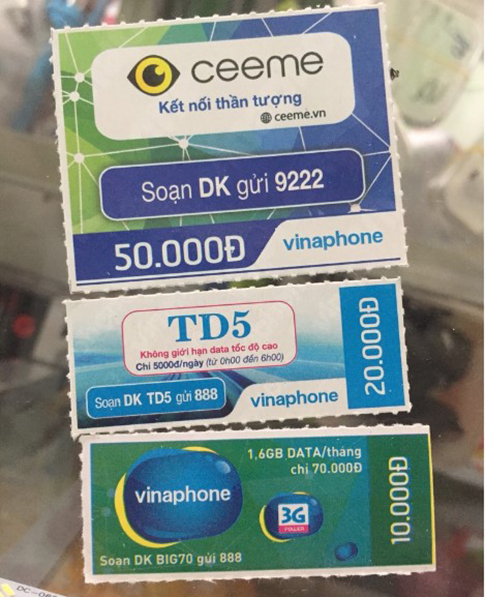 ceeme
Kết nối thần tượng
ceeme.vn
Soạn DK gửi 9222
50.000Đ
vinaphone
TD5
Không giới hạn data tốc độ cao
Chỉ 5000đ/ngày (từ 0h00 đến 6h00)
Soạn DK TD5 gửi 888
vinaphone
20.000Đ
1,6GB DATA/tháng
chỉ 70.000Đ
vinaphone
3G
POWER
Soạn DK BIG70 gửi 888
10.000Đ